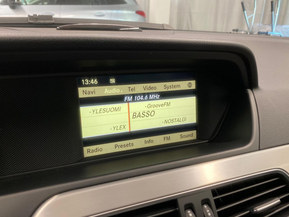 13:46
Navi Audio Tel Video System
FM 104.6 MHz
-YLESUOMI -GrooveFM
BASSO
-YLEX -NOSTALGI
Radio Presets Info FM Sound